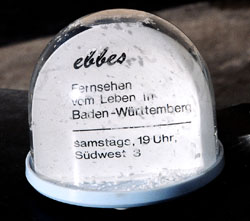 ebbes
Fernsehen
vom Leben in
Baden-Württemberg
samstags, 19 Uhr,
Südwest 3